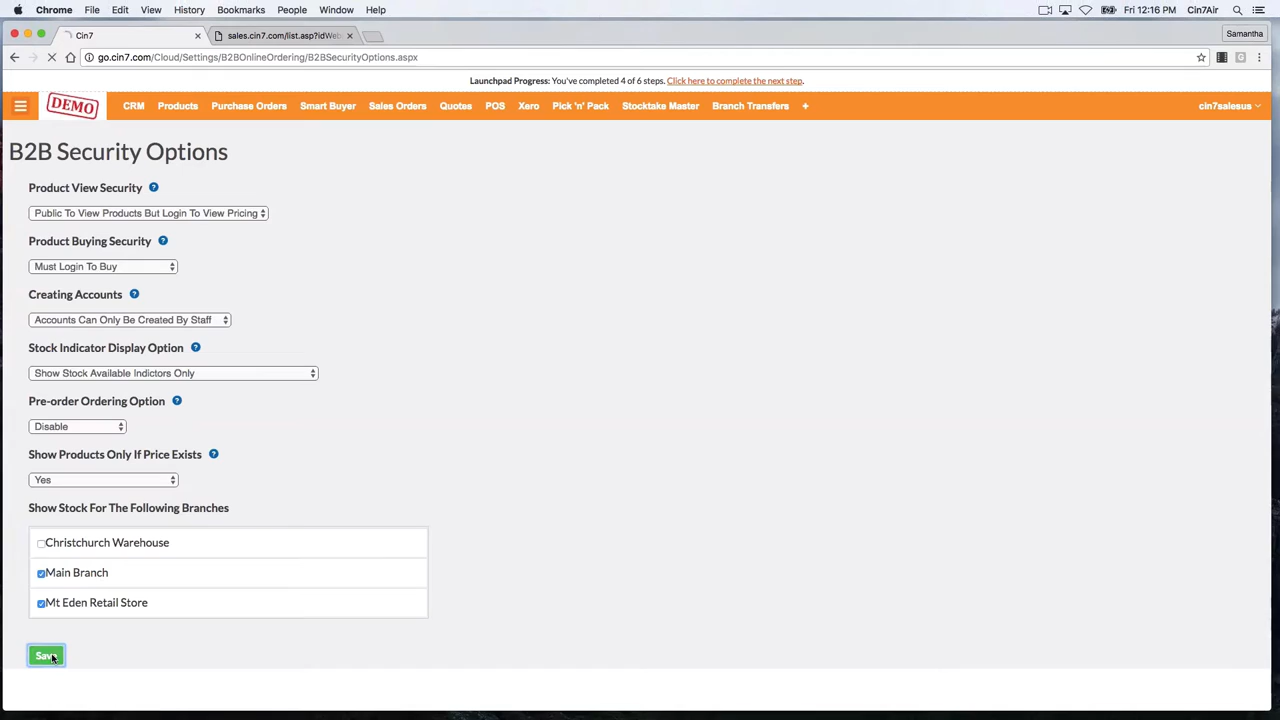 Chrome File Edit View History Bookmarks People Window Help Fri 12:16 PM Cin7Air
Cin7 sales.cin7.com/list.asp?idWeb Samantha
go.cin7.com/Cloud/Settings/B2BOnlineOrdering/B2BSecurityOptions.aspx
Launchpad Progress: You've completed 4 of 6 steps. Click here to complete the next step.
DEMO CRM Products Purchase Orders Smart Buyer Sales Orders Quotes POS Xero Pick 'n' Pack Stocktake Master Branch Transfers + cin7salesus
B2B Security Options
Product View Security ?
Public To View Products But Login To View Pricing
Product Buying Security ?
Must Login To Buy
Creating Accounts ?
Accounts Can Only Be Created By Staff
Stock Indicator Display Option ?
Show Stock Available Indictors Only
Pre-order Ordering Option ?
Disable
Show Products Only If Price Exists ?
Yes
Show Stock For The Following Branches
Christchurch Warehouse
Main Branch
Mt Eden Retail Store
Save